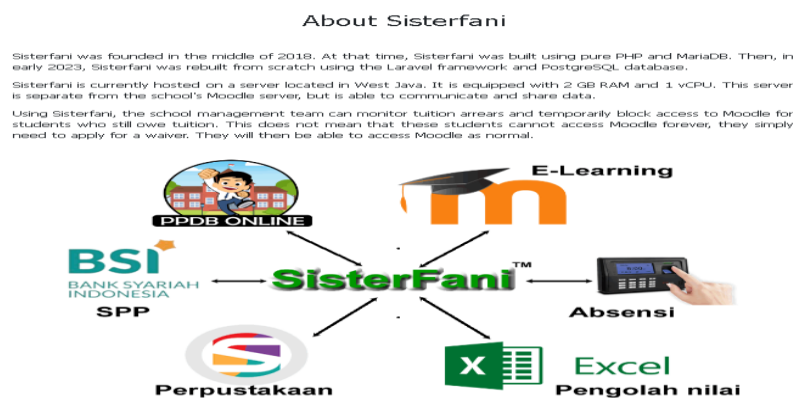 About Sisterfani
Sisterfani was founded in the middle of 2018. At that time, Sisterfani was built using pure PHP and MariaDB. Then, in
early 2023, Sisterfani was rebuilt from scratch using the Laravel framework and PostgreSQL database.
Sisterfani is currently hosted on a server located in West Java. It is equipped with 2 GB RAM and 1 vCPU. This server
is separate from the school's Moodle server, but is able to communicate and share data.
Using Sisterfani, the school management team can monitor tuition arrears and temporarily block access to Moodle for
students who still owe tuition. This does not mean that these students cannot access Moodle forever, they simply
need to apply for a waiver. They will then be able to access Moodle as normal.
PPDB ONLINE
m
E-Learning
BSI
BANK SYARIAH
INDONESIA
SPP
SisterFani™
Absensi
S
Perpustakaan
X
Excel
Pengolah nilai